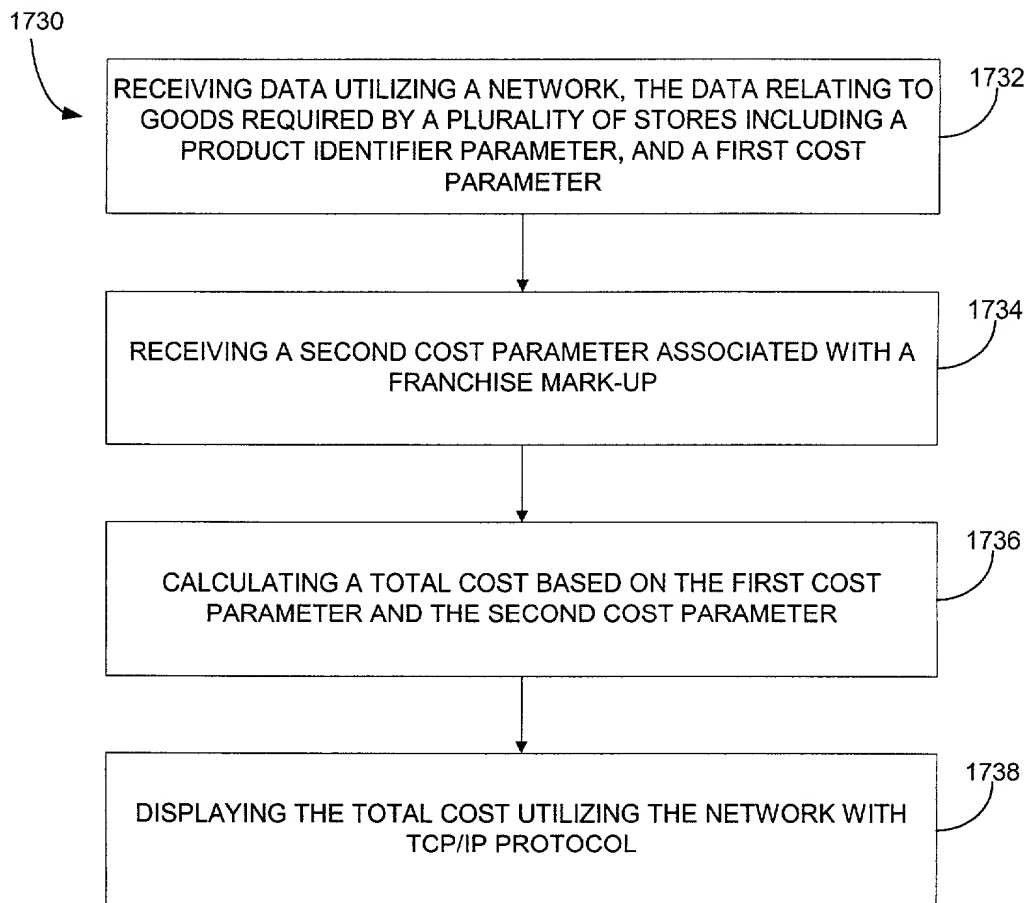 1730
RECEIVING DATA UTILIZING A NETWORK, THE DATA RELATING TO
GOODS REQUIRED BY A PLURALITY OF STORES INCLUDING A
PRODUCT IDENTIFIER PARAMETER, AND A FIRST COST
PARAMETER
1732
RECEIVING A SECOND COST PARAMETER ASSOCIATED WITH A
FRANCHISE MARK-UP
1734
CALCULATING A TOTAL COST BASED ON THE FIRST COST
PARAMETER AND THE SECOND COST PARAMETER
1736
DISPLAYING THE TOTAL COST UTILIZING THE NETWORK WITH
TCP/IP PROTOCOL
1738